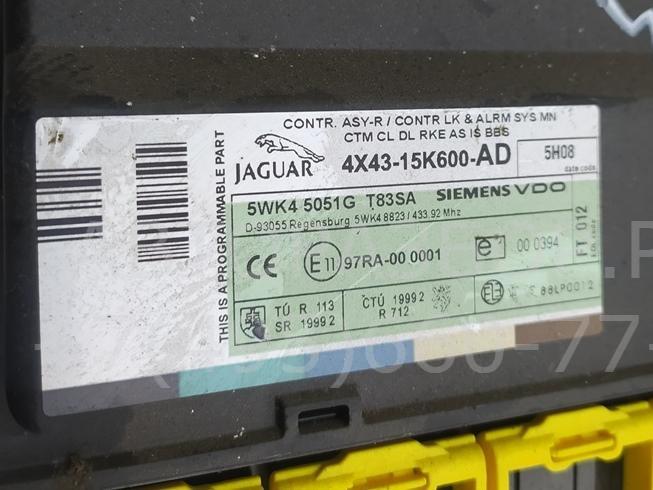 THIS IS A PROGRAMMABLE PART
CONTR. ASY-R / CONTR LK & ALRM SYS MN
CTM CL DL RKE AS IS BBS
JAGUAR
4X43-15K600-AD
5H08
date code
5WK4 5051G T83SA SIEMENS VDO
D-93055 Regensburg 5WK4 8823 / 433,92 Mhz
CE
E11 97RA-00 0001
e
00 0394
FT 012
TÚ R 113
SR 1999 2
ČTÚ 1999 2
R 712
88LP0012